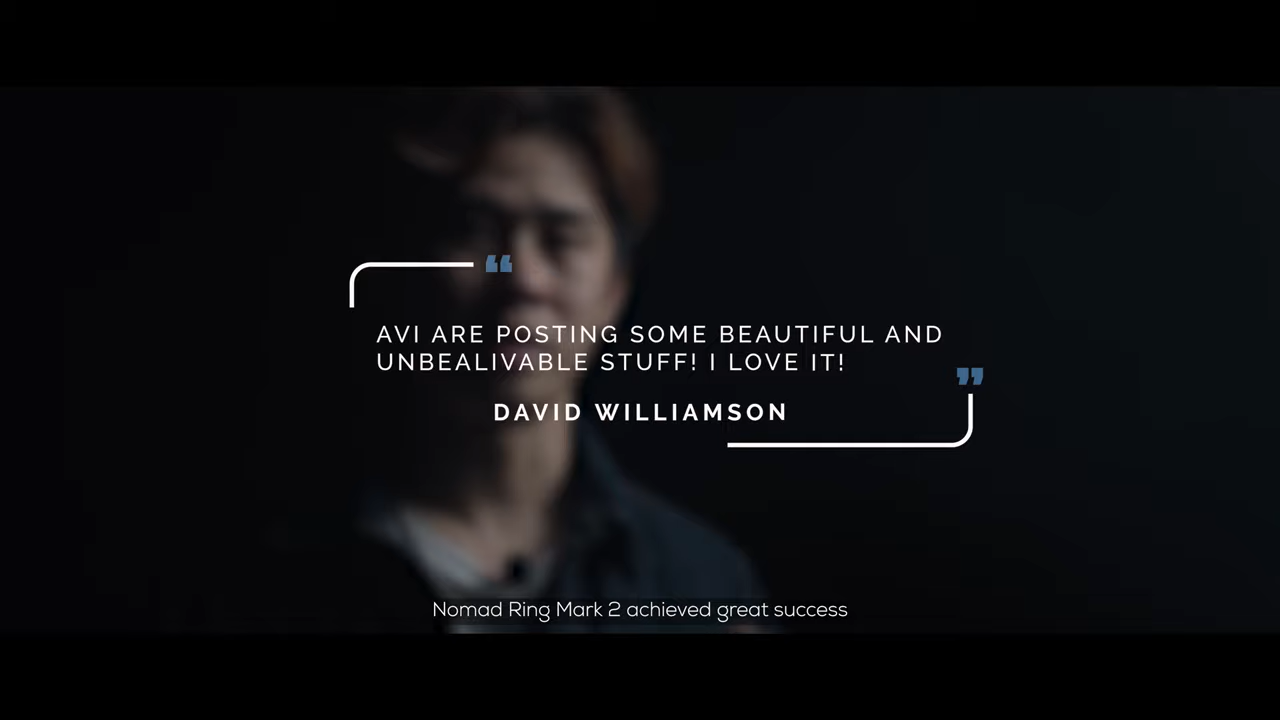 “
AVI ARE POSTING SOME BEAUTIFUL AND
UNBEALIVABLE STUFF! I LOVE IT!
”
DAVID WILLIAMSON
Nomad Ring Mark 2 achieved great success